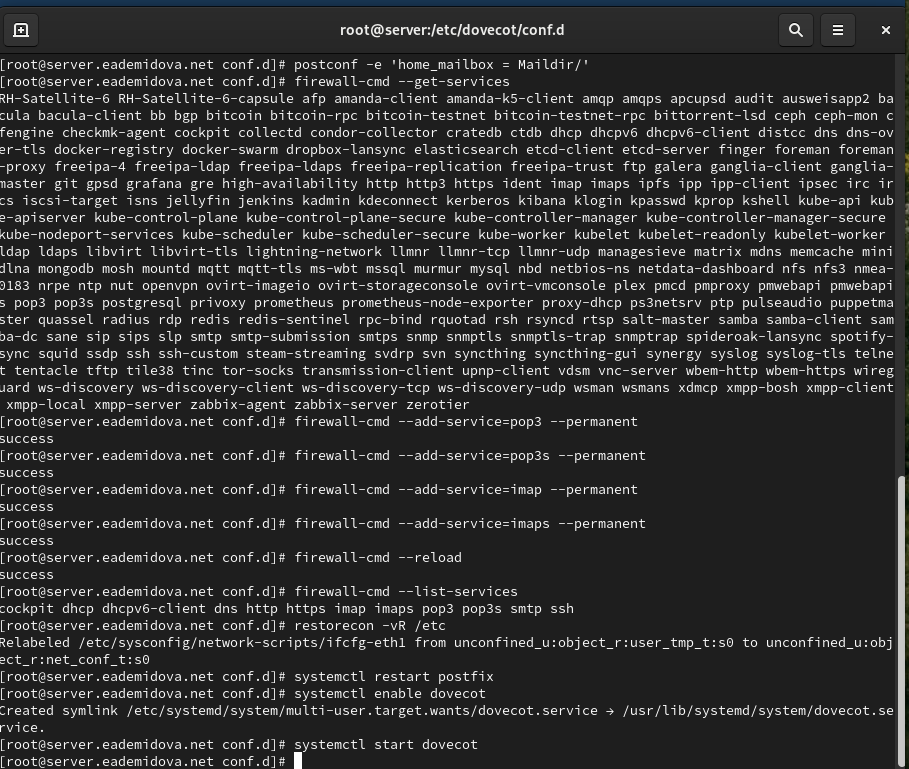 root@server:/etc/dovecot/conf.d
[root@server.eademidova.net conf.d]# postconf -e 'home_mailbox = Maildir/'
[root@server.eademidova.net conf.d]# firewall-cmd --get-services
RH-Satellite-6 RH-Satellite-6-capsule afp amanda-client amanda-k5-client amqp amqps apcupsd audit ausweisapp2 ba
cula bacula-client bb bgp bitcoin bitcoin-rpc bitcoin-testnet bitcoin-testnet-rpc bittorrent-lsd ceph ceph-mon c
fengine checkmk-agent cockpit collectd condor-collector cratedb ctdb dhcp dhcpv6 dhcpv6-client distcc dns dns-ov
er-tls docker-registry docker-swarm dropbox-lansync elasticsearch etcd-client etcd-server finger foreman foreman
-proxy freeipa-4 freeipa-ldap freeipa-ldaps freeipa-replication freeipa-trust ftp galera ganglia-client ganglia-
master git gpsd grafana gre high-availability http http3 https ident imap imaps ipfs ipp ipp-client ipsec irc ir
cs iscsi-target isns jellyfin jenkins kadmin kdeconnect kerberos kibana klogin kpasswd kprop kshell kube-api kub
e-apiserver kube-control-plane kube-control-plane-secure kube-controller-manager kube-controller-manager-secure
kube-nodeport-services kube-scheduler kube-scheduler-secure kube-worker kubelet kubelet-readonly kubelet-worker
ldap ldaps libvirt libvirt-tls lightning-network llmnr llmnr-tcp llmnr-udp managesieve matrix mdns memcache mini
dlna mongodb mosh mountd mqtt mqtt-tls ms-wbt mssql murmur mysql nbd netbios-ns netdata-dashboard nfs nfs3 nmea-
0183 nrpe ntp nut openvpn ovirt-imageio ovirt-storageconsole ovirt-vmconsole plex pmcd pmproxy pmwebapi pmwebapi
s pop3 pop3s postgresql privoxy prometheus prometheus-node-exporter proxy-dhcp ps3netsrv ptp pulseaudio puppetma
ster quassel radius rdp redis redis-sentinel rpc-bind rquotad rsh rsyncd rtsp salt-master samba samba-client sam
ba-dc sane sip sips slp smtp smtp-submission smtps snmp snmptls snmptls-trap snmptrap spideroak-lansync spotify-
sync squid ssdp ssh ssh-custom steam-streaming svdrp svn syncthing syncthing-gui synergy syslog syslog-tls telne
t tentacle tftp tile38 tinc tor-socks transmission-client upnp-client vdsm vnc-server wbem-http wbem-https wireg
uard ws-discovery ws-discovery-client ws-discovery-tcp ws-discovery-udp wsman wsmans xdmcp xmpp-bosh xmpp-client
xmpp-local xmpp-server zabbix-agent zabbix-server zerotier
[root@server.eademidova.net conf.d]# firewall-cmd --add-service=pop3 --permanent
success
[root@server.eademidova.net conf.d]# firewall-cmd --add-service=pop3s --permanent
success
[root@server.eademidova.net conf.d]# firewall-cmd --add-service=imap --permanent
success
[root@server.eademidova.net conf.d]# firewall-cmd --add-service=imaps --permanent
success
[root@server.eademidova.net conf.d]# firewall-cmd --reload
success
[root@server.eademidova.net conf.d]# firewall-cmd --list-services
cockpit dhcp dhcpv6-client dns http https imap imaps pop3 pop3s smtp ssh
[root@server.eademidova.net conf.d]# restorecon -vR /etc
Relabeled /etc/sysconfig/network-scripts/ifcfg-eth1 from unconfined_u:object_r:user_tmp_t:s0 to unconfined_u:obj
ect_r:net_conf_t:s0
[root@server.eademidova.net conf.d]# systemctl restart postfix
[root@server.eademidova.net conf.d]# systemctl enable dovecot
Created symlink /etc/systemd/system/multi-user.target.wants/dovecot.service → /usr/lib/systemd/system/dovecot.se
rvice.
[root@server.eademidova.net conf.d]# systemctl start dovecot
[root@server.eademidova.net conf.d]#